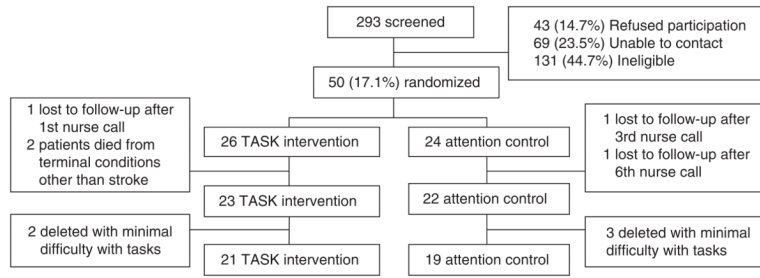 293 screened
43 (14.7%) Refused participation
69 (23.5%) Unable to contact
131 (44.7%) Ineligible
50 (17.1%) randomized
1 lost to follow-up after
1st nurse call
2 patients died from
terminal conditions
other than stroke
26 TASK intervention
24 attention control
1 lost to follow-up after
3rd nurse call
1 lost to follow-up after
6th nurse call
23 TASK intervention
22 attention control
2 deleted with minimal
difficulty with tasks
3 deleted with minimal
difficulty with tasks
21 TASK intervention
19 attention control